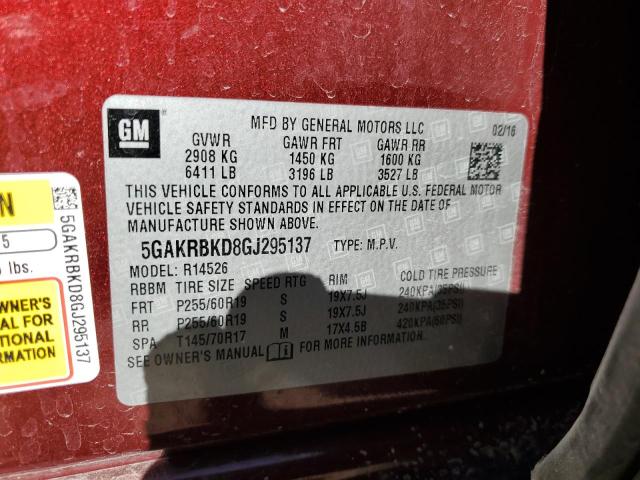 GM
MFD BY GENERAL MOTORS LLC 02/16
GVWR GAWR FRT GAWR RR
2908 KG 1450 KG 1600 KG
6411 LB 3196 LB 3527 LB
THIS VEHICLE CONFORMS TO ALL APPLICABLE U.S. FEDERAL MOTOR
VEHICLE SAFETY STANDARDS IN EFFECT ON THE DATE OF
MANUFACTURE SHOWN ABOVE.
5GAKRBKD8GJ295137 TYPE: M.P.V.
MODEL: R14526
RBBM TIRE SIZE SPEED RTG RIM COLD TIRE PRESSURE
FRT P255/60R19 S 19X7.5J 240KPA(35PSI)
RR P255/60R19 S 19X7.5J 240KPA(35PSI)
SPA T145/70R17 M 17X4.5B 420KPA(60PSI)
SEE OWNER'S MANUAL FOR MORE INFORMATION.
N
5
lbs.
OWNER'S
AL FOR
TIONAL
MATION
5GAKRBKD8GJ295137